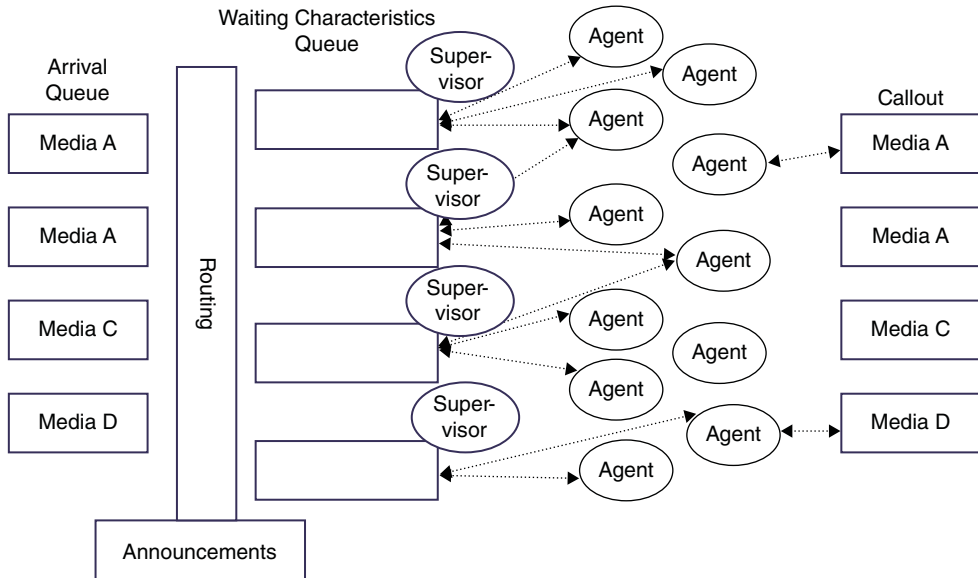 Waiting Characteristics
Queue
Arrival
Queue
Callout
Media A
Media A
Media C
Media D
Routing
Announcements
Super-
visor
Super-
visor
Super-
visor
Super-
visor
Agent
Agent
Agent
Agent
Agent
Agent
Agent
Agent
Agent
Agent
Agent
Media A
Media A
Media C
Media D